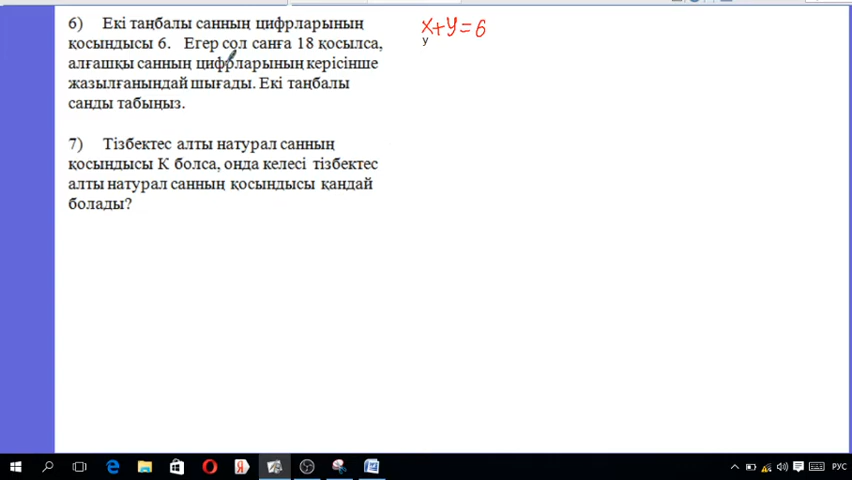 6) Екі таңбалы санның цифрларының
қосындысы 6. Егер сол санға 18 қосылса,
алғашқы санның цифрларының керісінше
жазылғанындай шығады. Екі таңбалы
санды табыңыз.
x+y=6
y
7) Тізбектес алты натурал санның
қосындысы К болса, онда келесі тізбектес
алты натурал санның қосындысы қандай
болады?
РУС